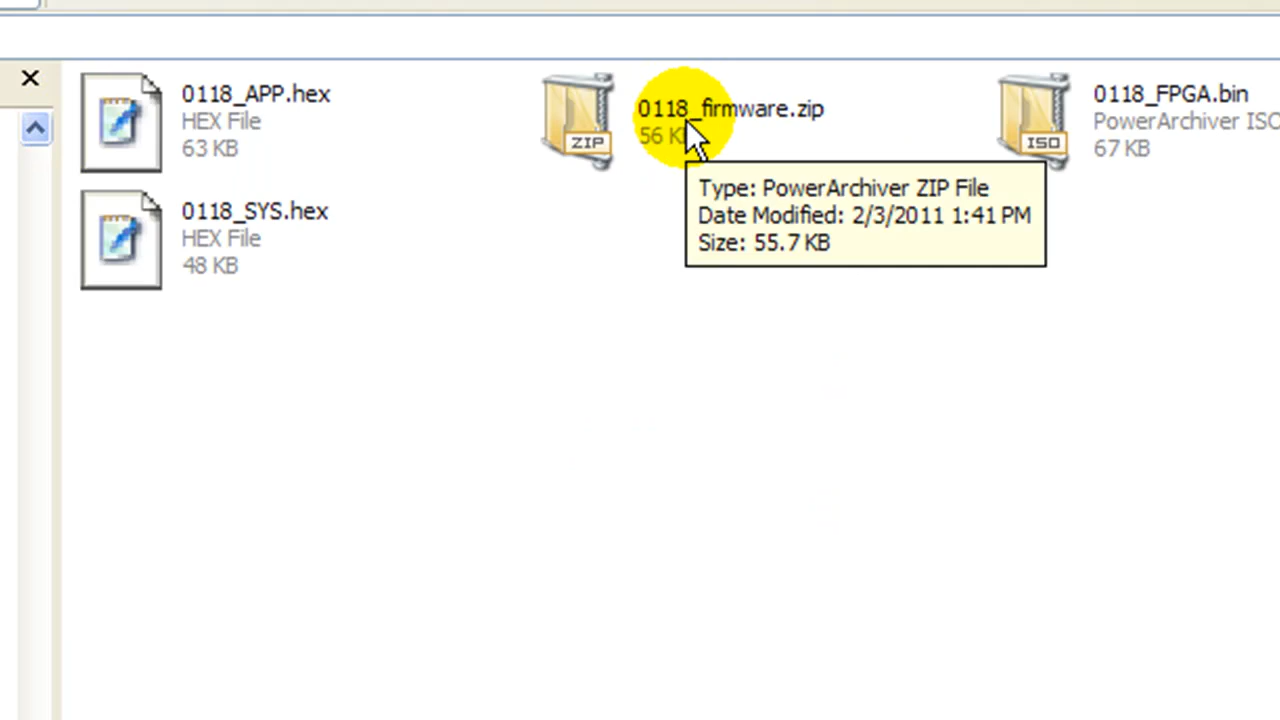 0118_APP.hex
HEX File
63 KB
0118_firmware.zip
56
ZIP
Type: PowerArchiver ZIP File
Date Modified: 2/3/2011 1:41 PM
Size: 55.7 KB
0118_FPGA.bin
PowerArchiver ISO
67 KB
ISO
0118_SYS.hex
HEX File
48 KB